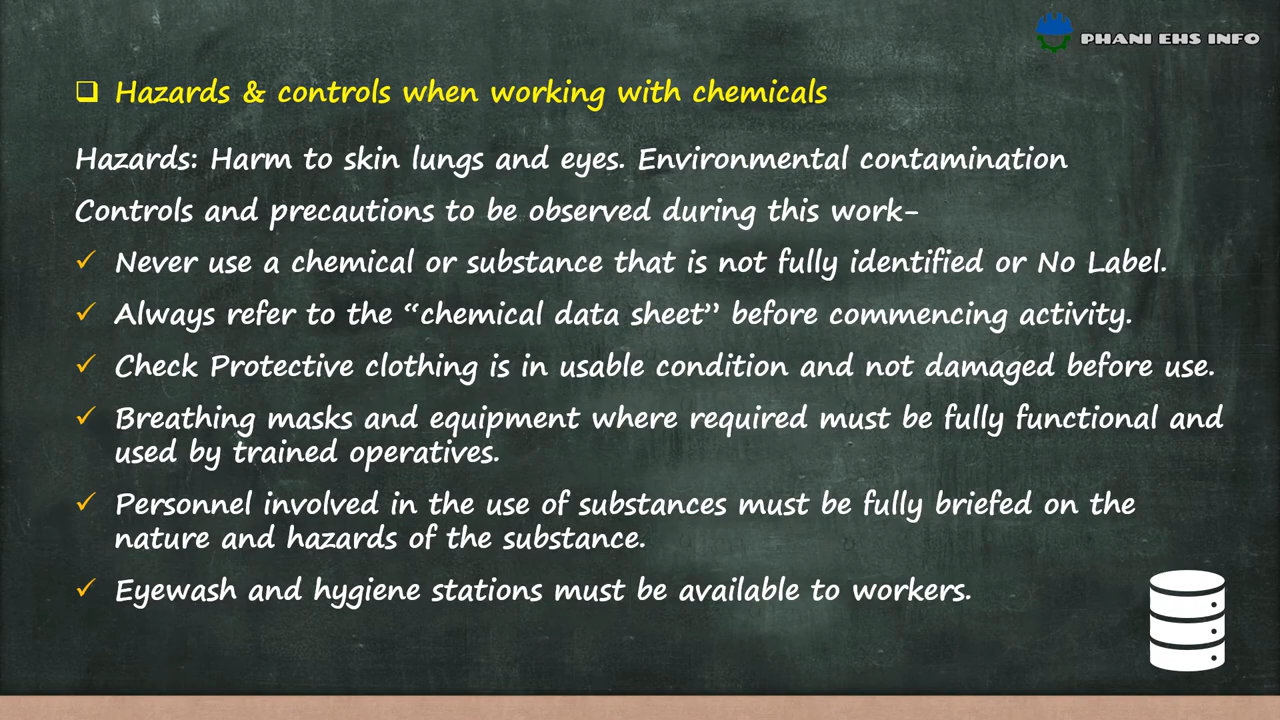 PHANI EHS INFO
Hazards & controls when working with chemicals
Hazards: Harm to skin lungs and eyes. Environmental contamination
Controls and precautions to be observed during this work-
Never use a chemical or substance that is not fully identified or No Label.
Always refer to the “chemical data sheet” before commencing activity.
Check Protective clothing is in usable condition and not damaged before use.
Breathing masks and equipment where required must be fully functional and
used by trained operatives.
Personnel involved in the use of substances must be fully briefed on the
nature and hazards of the substance.
Eyewash and hygiene stations must be available to workers.